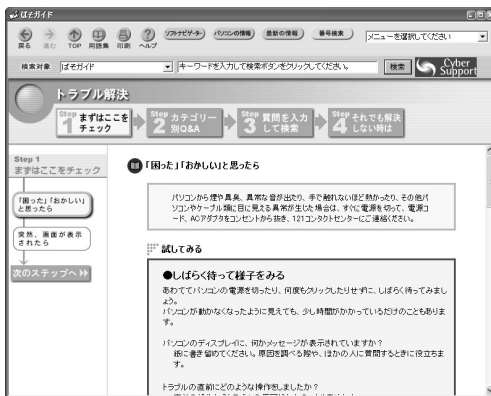 ぱそガイド
戻る 進む TOP 用語集 印刷 ヘルプ
ソフトナビゲーター パソコンの情報 最新の情報 番号検索 メニューを選択してください
検索対象 ぱそガイド キーワードを入力して検索ボタンをクリックしてください。 検索 Cyber Support
トラブル解決
Step 1 まずはここをチェック
Step 2 カテゴリー別Q&A
Step 3 質問を入力して検索
Step 4 それでも解決しない時は
Step 1
まずはここをチェック
「困った」「おかしい」
と思ったら
突然、画面が表示
されたら
次のステップへ
「困った」「おかしい」と思ったら
パソコンから煙や異臭、異常な音が出たり、手で触れないほど熱かったり、その他パ
ソコンやケーブル類に目に見える異常が生じた場合は、すぐに電源を切って、電源コ
ード、ACアダプタをコンセントから抜き、121コンタクトセンターにご連絡ください。
試してみる
●しばらく待って様子をみる
あわててパソコンの電源を切ったり、何度もクリックしたりせずに、しばらく待ってみまし
ょう。
パソコンが動かなくなったように見えても、少し時間がかかっているだけのこともありま
す。
パソコンのディスプレイに、何かメッセージが表示されていますか？
紙に書き留めてください。原因を調べる際や、ほかの人に質問するときに役立ちま
す。
トラブルの直前にどのような操作をしましたか？